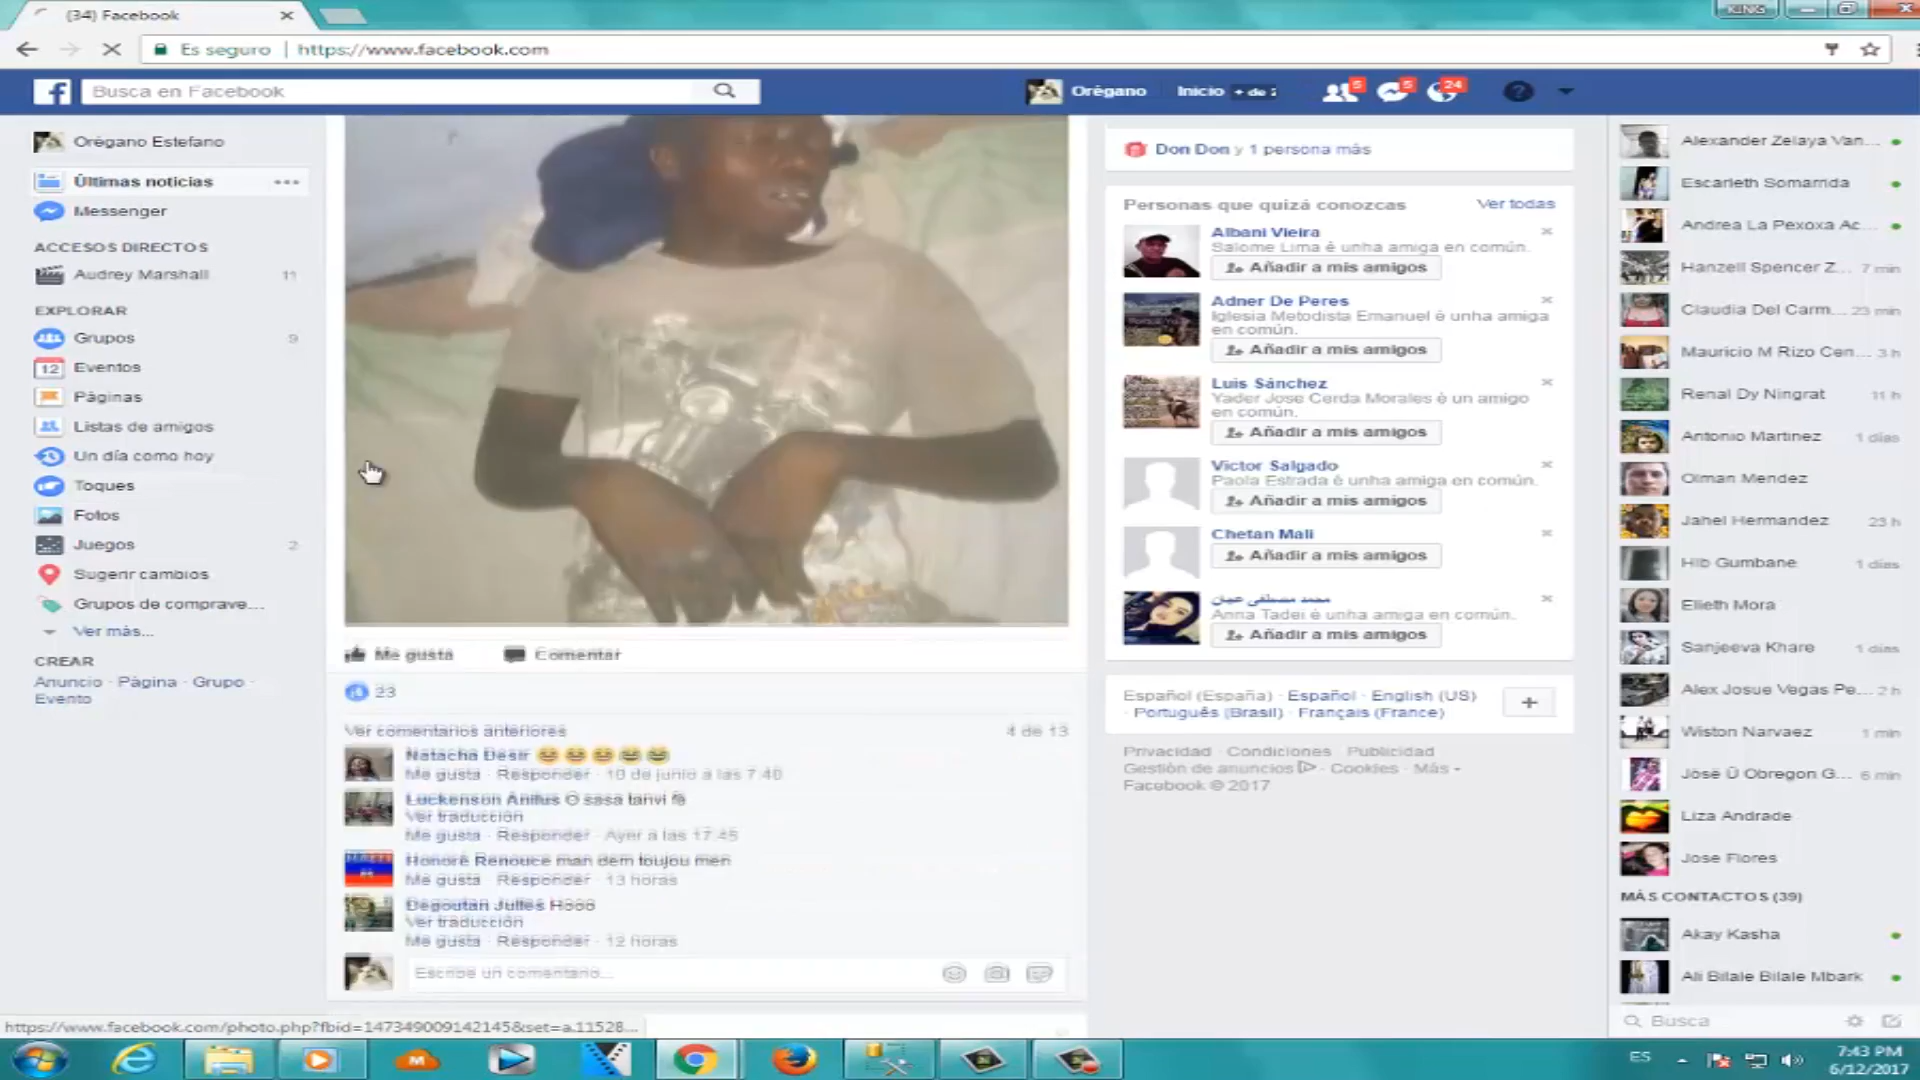 (34) Facebook
KING
Es seguro | https://www.facebook.com
Busca en Facebook
Orégano
Inicio
5
5
24
Orégano Estefano
Últimas noticias
Messenger
ACCESOS DIRECTOS
Audrey Marshall 11
EXPLORAR
Grupos 9
12 Eventos
Páginas
Listas de amigos
Un día como hoy
Toques
Fotos
Juegos 2
Sugerir cambios
Grupos de comprave...
Ver más...
CREAR
Anuncio · Página · Grupo ·
Evento
Me gusta Comentar
23
Ver comentarios anteriores 4 de 13
Natacha Desir 
Me gusta · Responder · 10 de junio a las 7:40
Luckenson Anilus O sasa tanvi fè
Ver traducción
Me gusta · Responder · Ayer a las 17:45
Honoré Renouce man dem toujou men
Me gusta · Responder · 13 horas
Degoutan Julles Hooo
Ver traducción
Me gusta · Responder · 12 horas
Escribe un comentario...
Don Don y 1 persona más
Personas que quizá conozcas Ver todas
Albani Vieira
Salome Lima é unha amiga en común.
Añadir a mis amigos
Adner De Peres
Iglesia Metodista Emanuel é unha amiga
en común.
Añadir a mis amigos
Luis Sánchez
Yader Jose Cerda Morales é un amigo
en común.
Añadir a mis amigos
Victor Salgado
Paola Estrada é unha amiga en común.
Añadir a mis amigos
Chetan Mali
Añadir a mis amigos
Anna Tadei é unha amiga en común.
Añadir a mis amigos
Español (España) · Español · English (US)
· Português (Brasil) · Français (France)
Privacidad · Condiciones · Publicidad
Gestión de anuncios · Cookies · Más
Facebook © 2017
Alexander Zelaya Van...
Escarleth Somarriba
Andrea La Pexoxa Ac...
Hanzell Spencer Z... 7 min
Claudia Del Carm... 23 min
Mauricio M Rizo Cen... 3 h
Renal Dy Ningrat 11 h
Antonio Martinez 1 días
Olman Mendez
Jahel Hermandez 23 h
Hib Gumbane 1 días
Elieth Mora
Sanjeeva Khare 1 días
Alex Josue Vegas Pe... 2 h
Wiston Narvaez 1 min
Jösë Ü Obregon G... 6 min
Liza Andrade
Jose Flores
MÁS CONTACTOS (39)
Akay Kasha
Ali Bilale Bilale Mbark
Busca
https://www.facebook.com/photo.php?fbid=147349009142145&set=a.11528...
ES
7:43 PM
6/12/2017